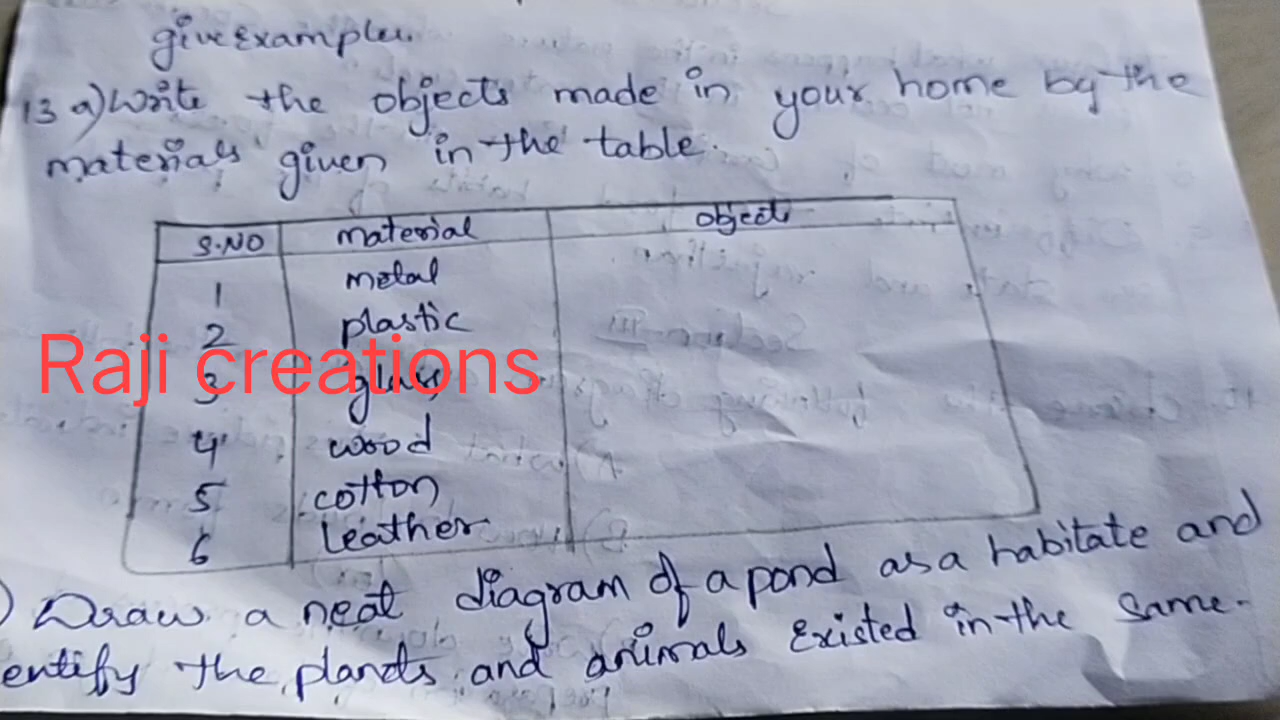 give Examples.
13 a) Write the objects made in your home by the
materials given in the table.
S.NO material objects
1 metal
2 plastic
Raji creations
3 glass
4 wood
5 cotton
6 leather
) Draw a neat diagram of a pond as a habitate and
entify the plants and animals Existed in the same.